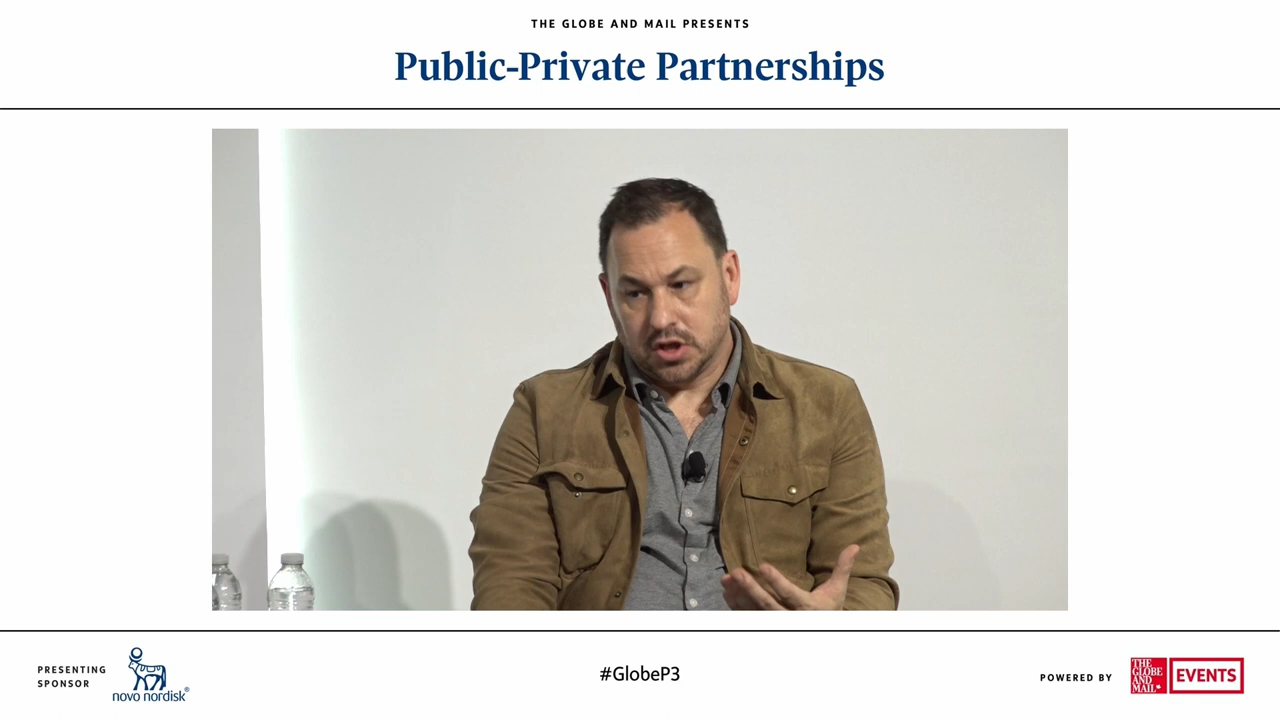 THE GLOBE AND MAIL PRESENTS
Public-Private Partnerships
PRESENTING
SPONSOR
novo nordisk®
#GlobeP3
POWERED BY
THE
GLOBE
AND
MAIL
EVENTS